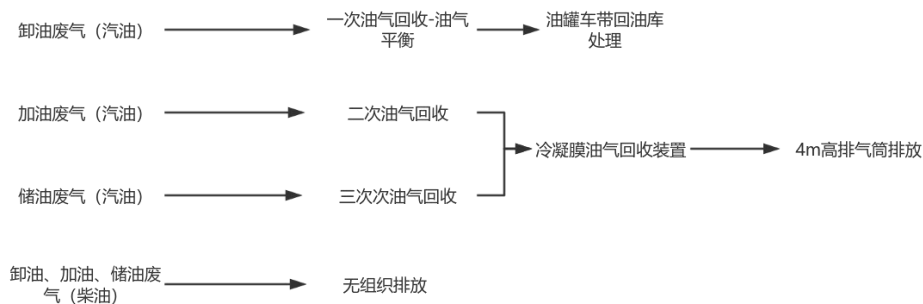 卸油废气（汽油）
一次油气回收-油气
平衡
油罐车带回油库
处理
加油废气（汽油）
二次油气回收
冷凝膜油气回收装置
4m高排气筒排放
储油废气（汽油）
三次次油气回收
卸油、加油、储油废
气（柴油）
无组织排放